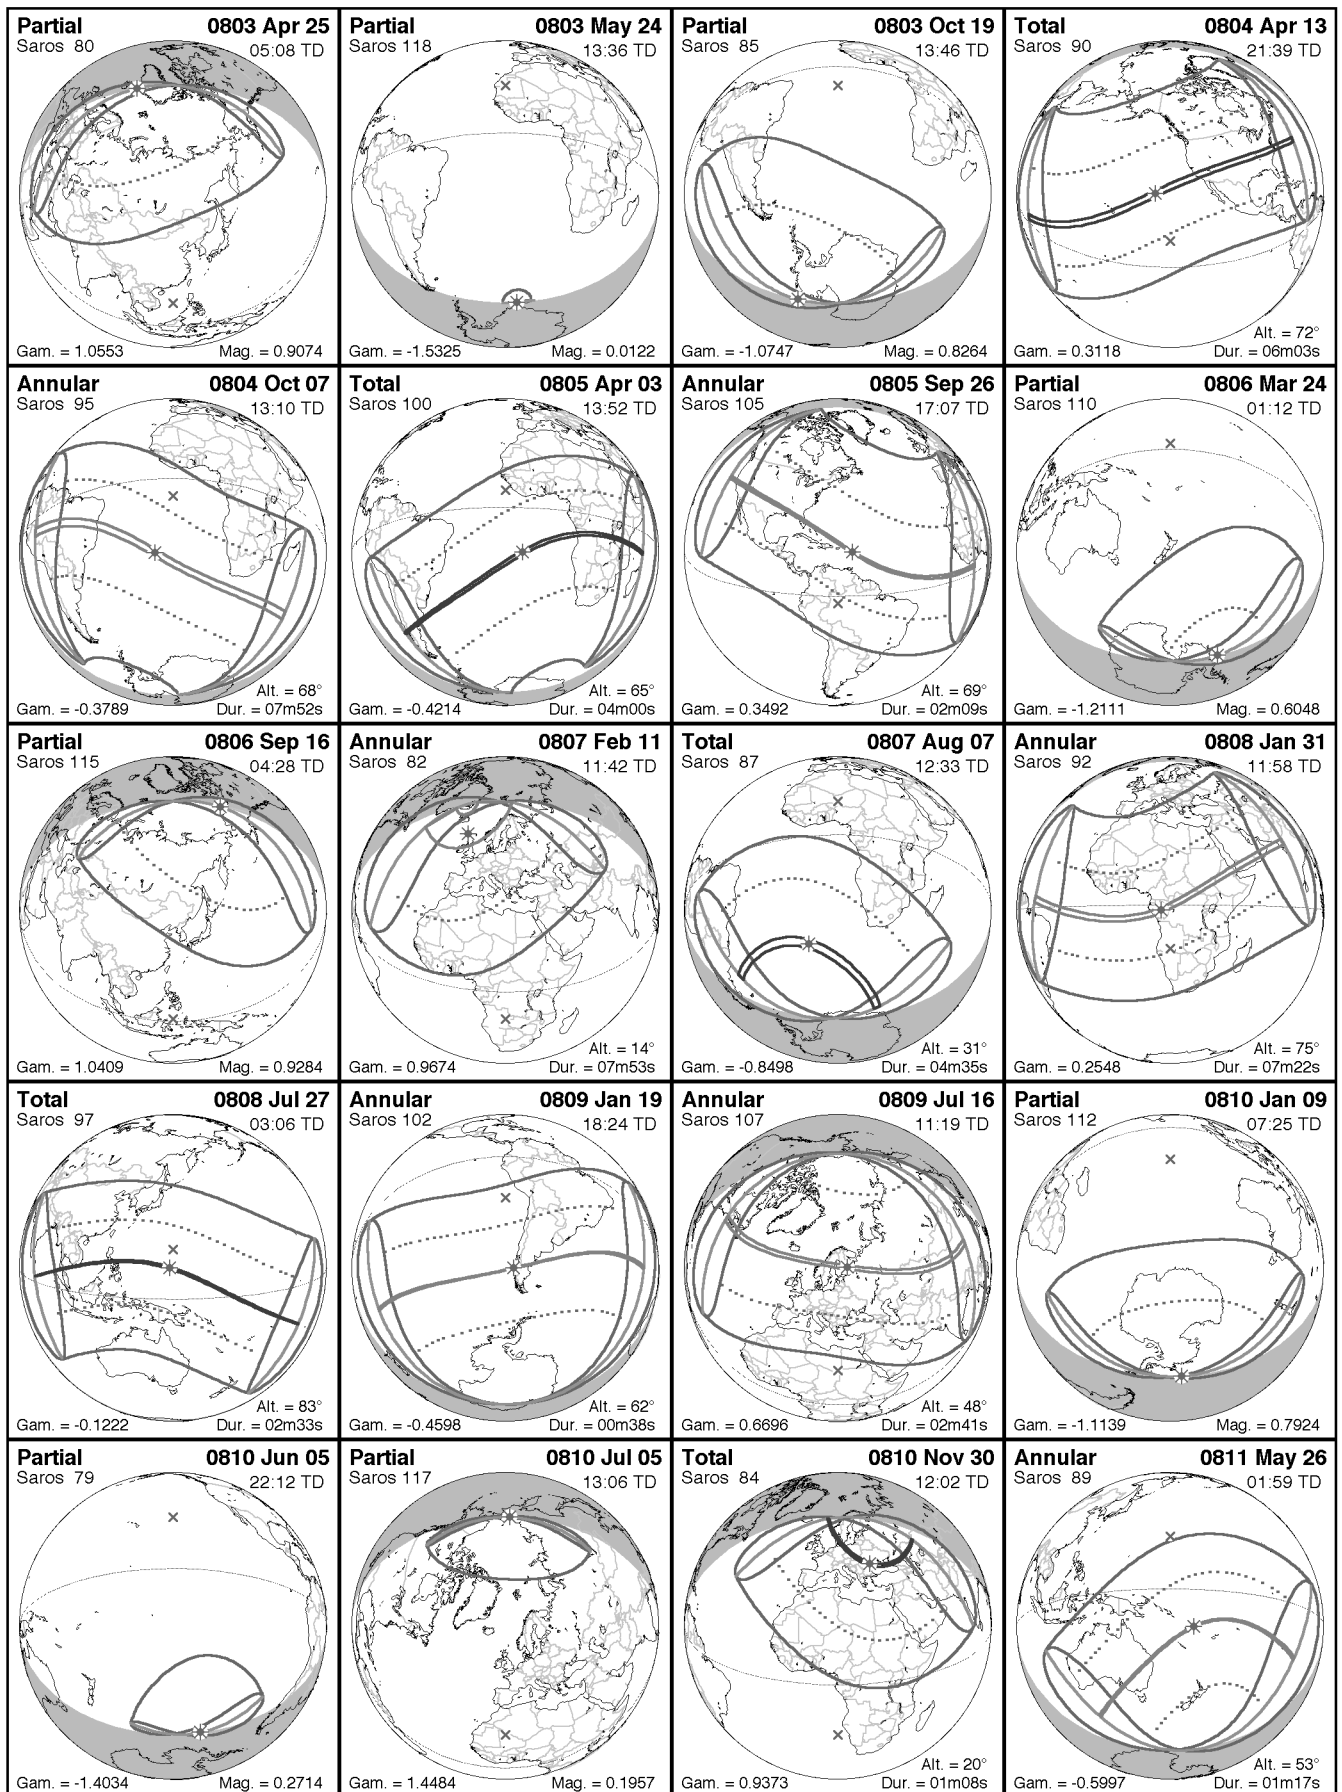 Partial 0803 Apr 25
Saros 80 05:08 TD
Gam. = 1.0553 Mag. = 0.9074
Partial 0803 May 24
Saros 118 13:36 TD
Gam. = -1.5325 Mag. = 0.0122
Partial 0803 Oct 19
Saros 85 13:46 TD
Gam. = -1.0747 Mag. = 0.8264
Total 0804 Apr 13
Saros 90 21:39 TD
Alt. = 72°
Gam. = 0.3118 Dur. = 06m03s
Annular 0804 Oct 07
Saros 95 13:10 TD
Alt. = 68°
Gam. = -0.3789 Dur. = 07m52s
Total 0805 Apr 03
Saros 100 13:52 TD
Alt. = 65°
Gam. = -0.4214 Dur. = 04m00s
Annular 0805 Sep 26
Saros 105 17:07 TD
Alt. = 69°
Gam. = 0.3492 Dur. = 02m09s
Partial 0806 Mar 24
Saros 110 01:12 TD
Gam. = -1.2111 Mag. = 0.6048
Partial 0806 Sep 16
Saros 115 04:28 TD
Gam. = 1.0409 Mag. = 0.9284
Annular 0807 Feb 11
Saros 82 11:42 TD
Alt. = 14°
Gam. = 0.9674 Dur. = 07m53s
Total 0807 Aug 07
Saros 87 12:33 TD
Alt. = 31°
Gam. = -0.8498 Dur. = 04m35s
Annular 0808 Jan 31
Saros 92 11:58 TD
Alt. = 75°
Gam. = 0.2548 Dur. = 07m22s
Total 0808 Jul 27
Saros 97 03:06 TD
Alt. = 83°
Gam. = -0.1222 Dur. = 02m33s
Annular 0809 Jan 19
Saros 102 18:24 TD
Alt. = 62°
Gam. = -0.4598 Dur. = 00m38s
Annular 0809 Jul 16
Saros 107 11:19 TD
Alt. = 48°
Gam. = 0.6696 Dur. = 02m41s
Partial 0810 Jan 09
Saros 112 07:25 TD
Gam. = -1.1139 Mag. = 0.7924
Partial 0810 Jun 05
Saros 79 22:12 TD
Gam. = -1.4034 Mag. = 0.2714
Partial 0810 Jul 05
Saros 117 13:06 TD
Gam. = 1.4484 Mag. = 0.1957
Total 0810 Nov 30
Saros 84 12:02 TD
Alt. = 20°
Gam. = 0.9373 Dur. = 01m08s
Annular 0811 May 26
Saros 89 01:59 TD
Alt. = 53°
Gam. = -0.5997 Dur. = 01m17s